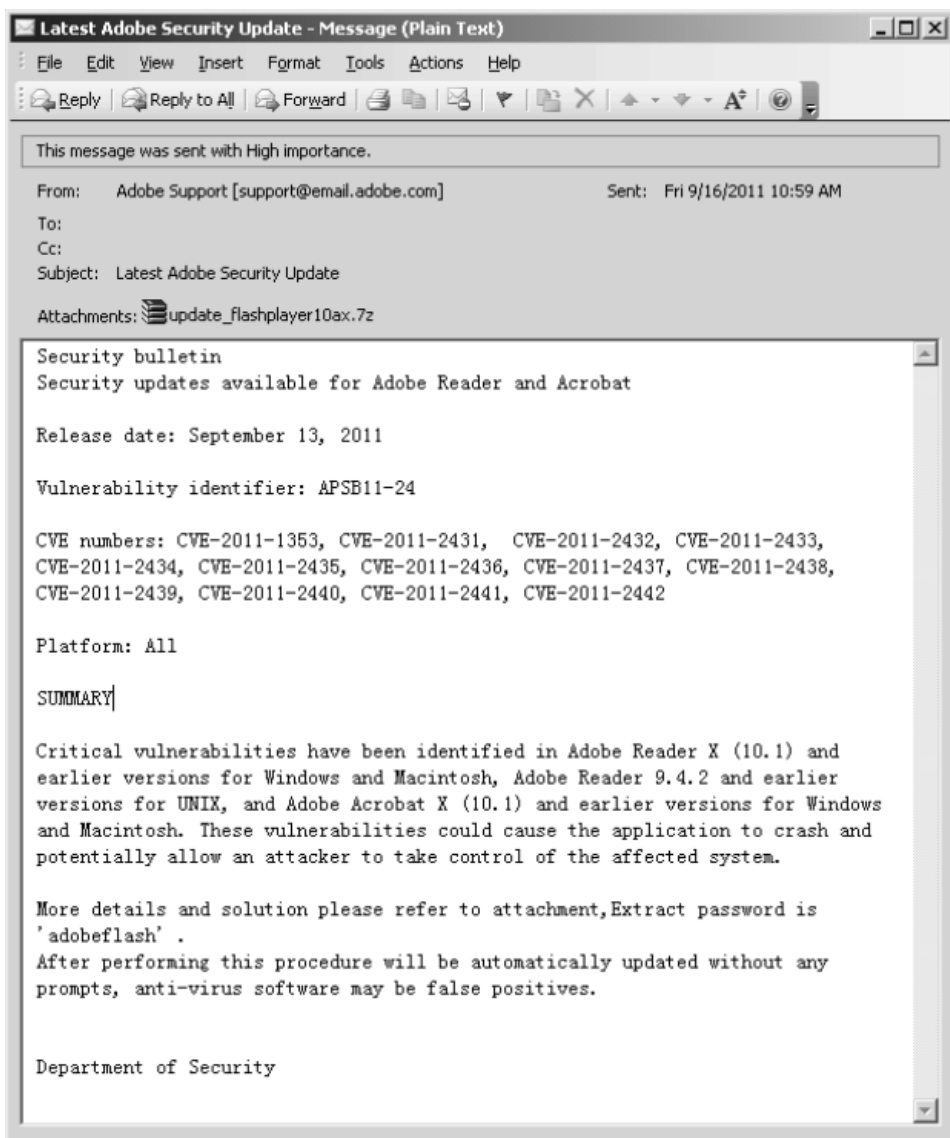 Latest Adobe Security Update - Message (Plain Text)
File Edit View Insert Format Tools Actions Help
Reply Reply to All Forward
This message was sent with High importance.
From: Adobe Support [support@email.adobe.com] Sent: Fri 9/16/2011 10:59 AM
To:
Cc:
Subject: Latest Adobe Security Update
Attachments: update_flashplayer10ax.7z
Security bulletin
Security updates available for Adobe Reader and Acrobat
Release date: September 13, 2011
Vulnerability identifier: APSB11-24
CVE numbers: CVE-2011-1353, CVE-2011-2431, CVE-2011-2432, CVE-2011-2433,
CVE-2011-2434, CVE-2011-2435, CVE-2011-2436, CVE-2011-2437, CVE-2011-2438,
CVE-2011-2439, CVE-2011-2440, CVE-2011-2441, CVE-2011-2442
Platform: All
SUMMARY
Critical vulnerabilities have been identified in Adobe Reader X (10.1) and
earlier versions for Windows and Macintosh, Adobe Reader 9.4.2 and earlier
versions for UNIX, and Adobe Acrobat X (10.1) and earlier versions for Windows
and Macintosh. These vulnerabilities could cause the application to crash and
potentially allow an attacker to take control of the affected system.
More details and solution please refer to attachment,Extract password is
'adobeflash' .
After performing this procedure will be automatically updated without any
prompts, anti-virus software may be false positives.
Department of Security